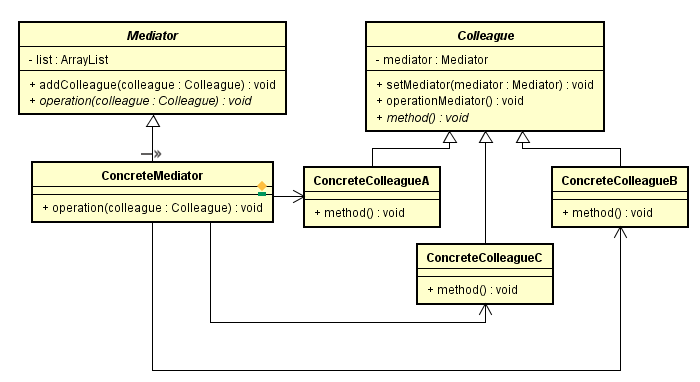 Mediator
- list : ArrayList
+ addColleague(colleague : Colleague) : void
+ operation(colleague : Colleague) : void
Colleague
- mediator : Mediator
+ setMediator(mediator : Mediator) : void
+ operationMediator() : void
+ method() : void
ConcreteMediator
+ operation(colleague : Colleague) : void
ConcreteColleagueA
+ method() : void
ConcreteColleagueB
+ method() : void
ConcreteColleagueC
+ method() : void